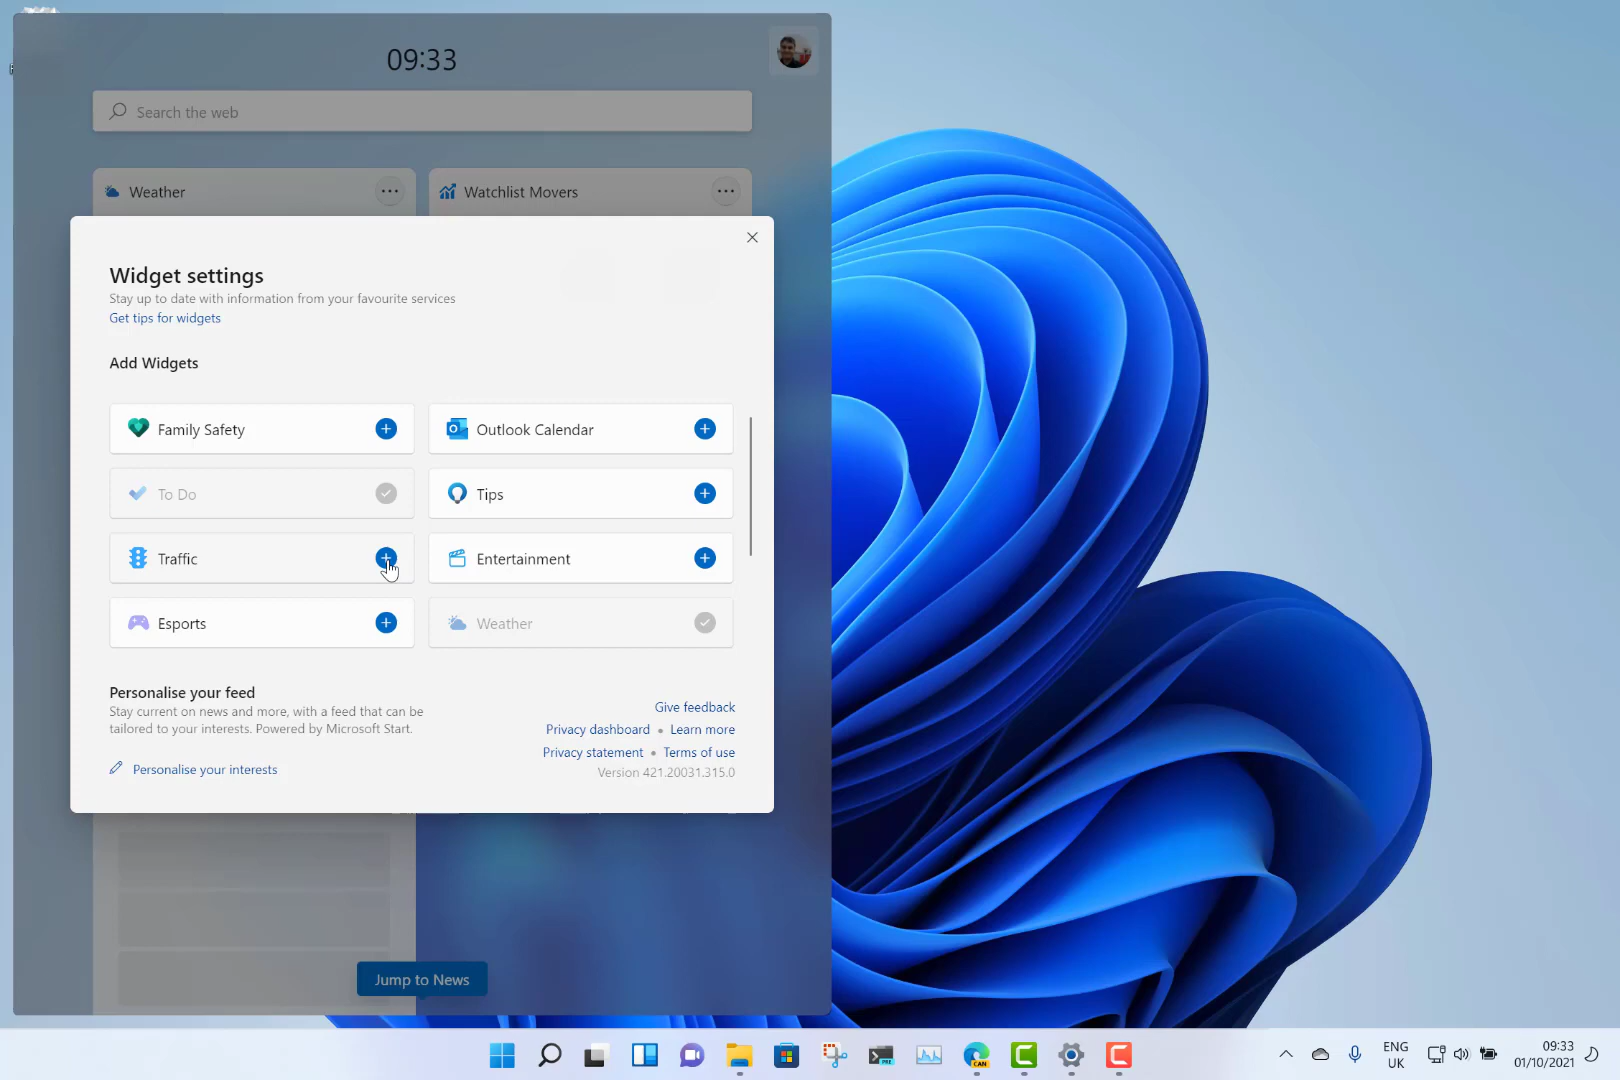 09:33
Search the web
Weather
Watchlist Movers
Widget settings
Stay up to date with information from your favourite services
Get tips for widgets
Add Widgets
Family Safety
Outlook Calendar
To Do
Tips
Traffic
Entertainment
Esports
Weather
Personalise your feed
Stay current on news and more, with a feed that can be
tailored to your interests. Powered by Microsoft Start.
Personalise your interests
Give feedback
Privacy dashboard • Learn more
Privacy statement • Terms of use
Version 421.20031.315.0
Jump to News
PRE
CAN
ENG
UK
09:33
01/10/2021